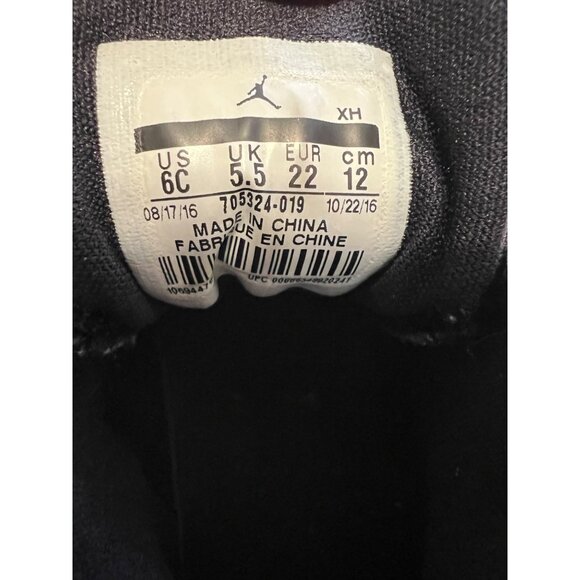 XH
US UK EUR cm
6C 5.5 22 12
08/17/16 705324-019 10/22/16
MADE IN CHINA
FABRIQUE EN CHINE
UPC